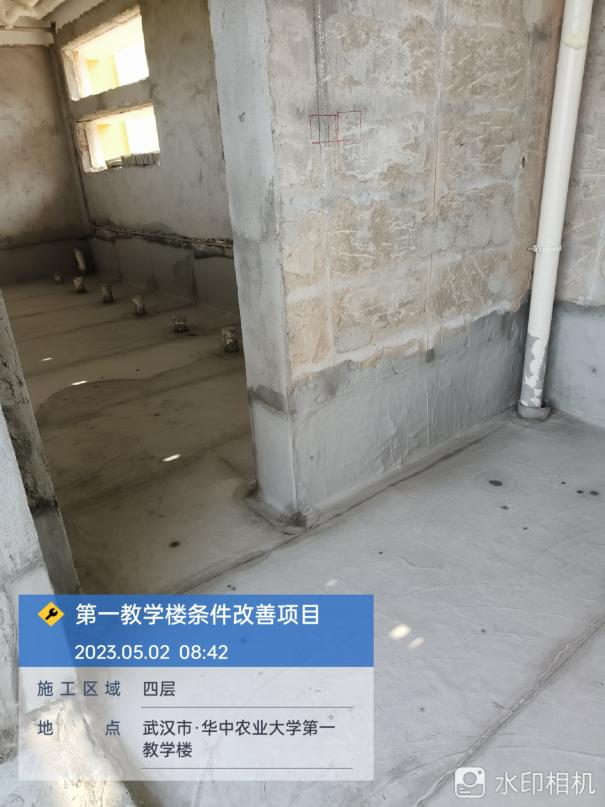 第一教学楼条件改善项目
2023.05.02 08:42
施工区域 四层
地点 武汉市·华中农业大学第一
教学楼
水印相机